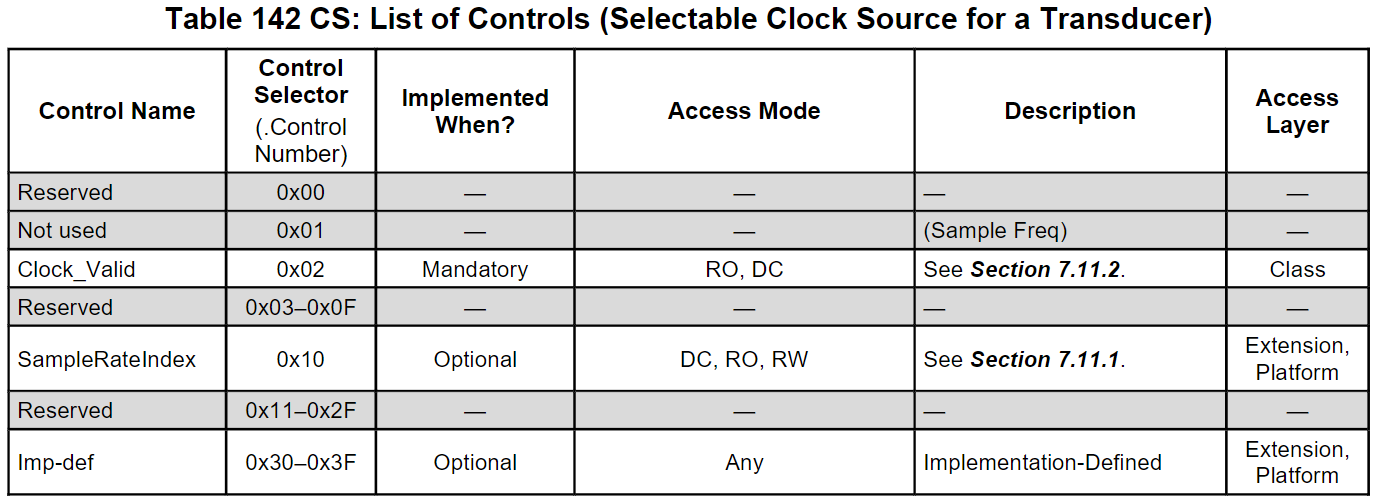 Table 142 CS: List of Controls (Selectable Clock Source for a Transducer)
Control Name Control Selector (.Control Number) Implemented When? Access Mode Description Access Layer
Reserved 0x00 — — — —
Not used 0x01 — — (Sample Freq) —
Clock_Valid 0x02 Mandatory RO, DC See Section 7.11.2. Class
Reserved 0x03–0x0F — — — —
SampleRateIndex 0x10 Optional DC, RO, RW See Section 7.11.1. Extension, Platform
Reserved 0x11–0x2F — — — —
Imp-def 0x30–0x3F Optional Any Implementation-Defined Extension, Platform